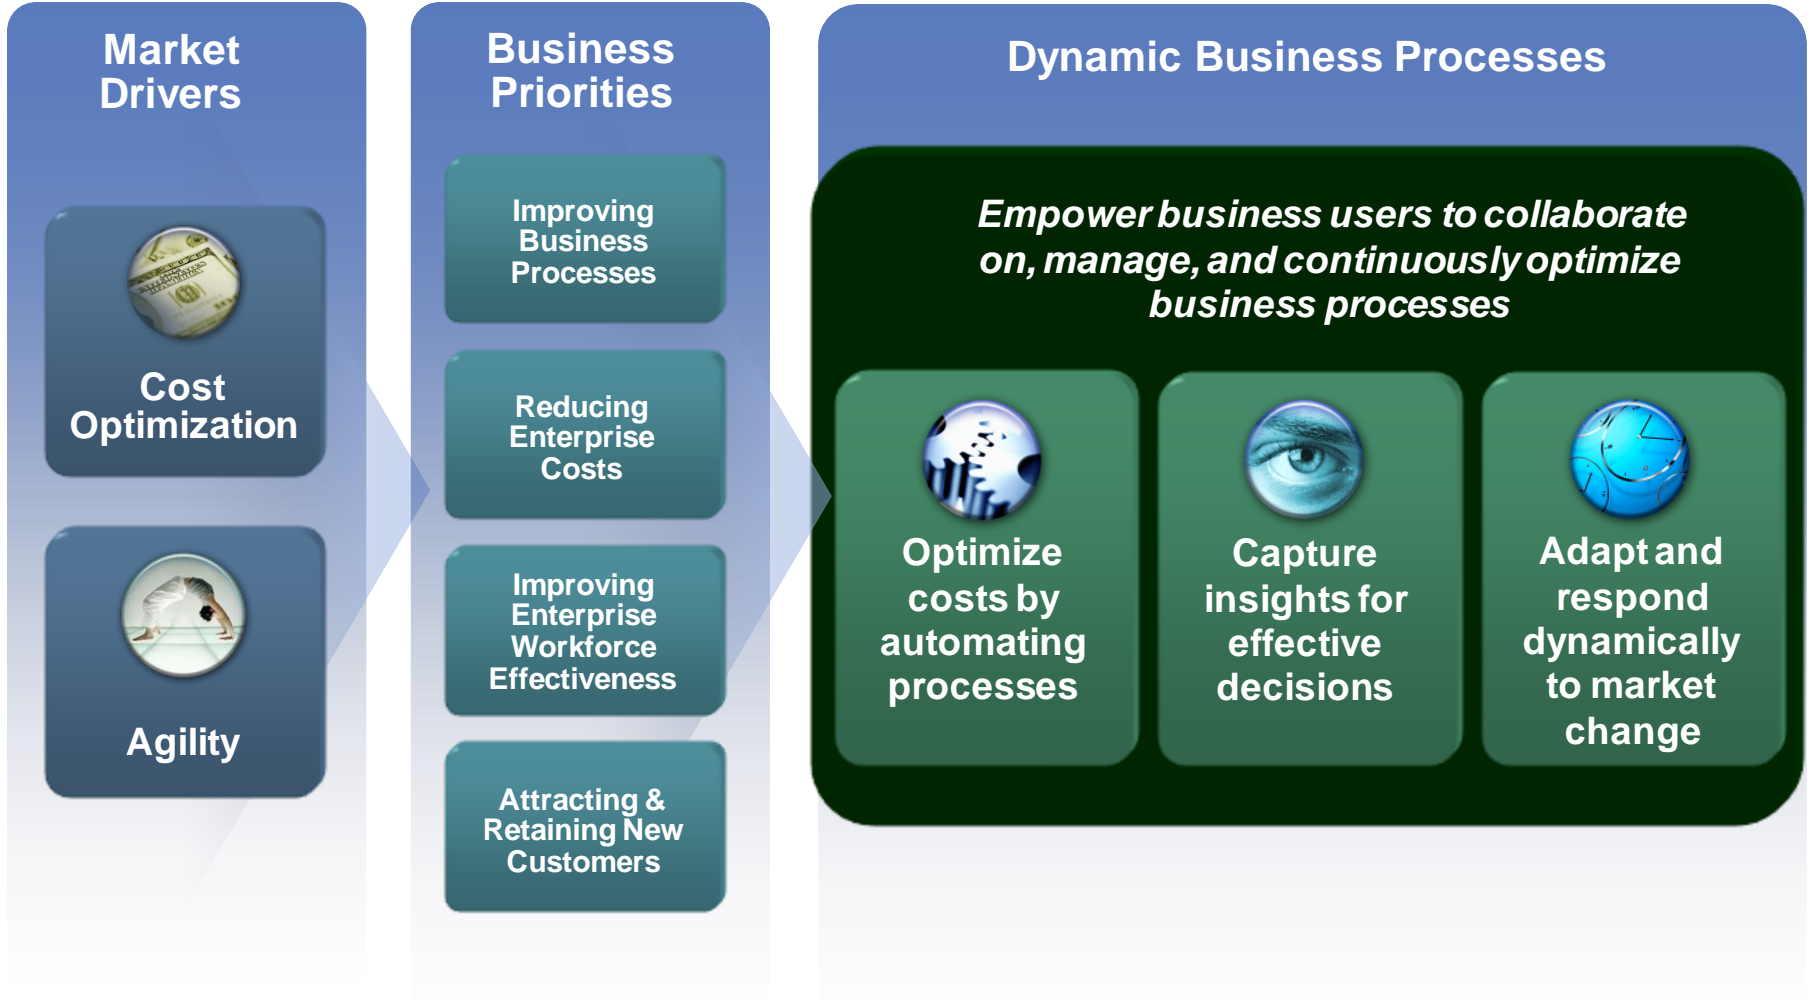 Market
Drivers
Cost
Optimization
Agility
Business
Priorities
Improving
Business
Processes
Reducing
Enterprise
Costs
Improving
Enterprise
Workforce
Effectiveness
Attracting &
Retaining New
Customers
Dynamic Business Processes
Empower business users to collaborate
on, manage, and continuously optimize
business processes
Optimize
costs by
automating
processes
Capture
insights for
effective
decisions
Adapt and
respond
dynamically
to market
change